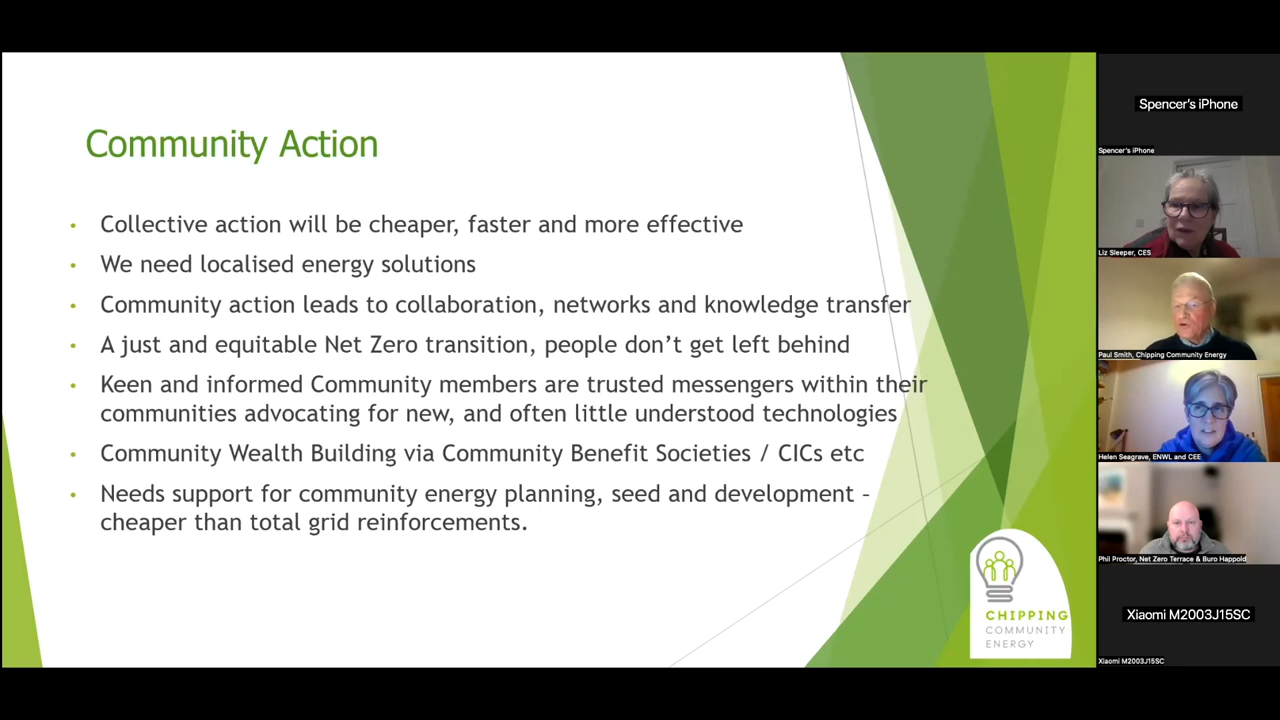 Community Action
• Collective action will be cheaper, faster and more effective
• We need localised energy solutions
• Community action leads to collaboration, networks and knowledge transfer
• A just and equitable Net Zero transition, people don’t get left behind
• Keen and informed Community members are trusted messengers within their
communities advocating for new, and often little understood technologies
• Community Wealth Building via Community Benefit Societies / CICs etc
• Needs support for community energy planning, seed and development –
cheaper than total grid reinforcements.
CHIPPING
COMMUNITY
ENERGY
Spencer’s iPhone
Spencer’s iPhone
Liz Sleeper, CES
Paul Smith, Chipping Community Energy
Helen Seagrave, ENWL and CEE
Phil Proctor, Net Zero Terrace & Buro Happold
Xiaomi M2003J15SC
Xiaomi M2003J15SC